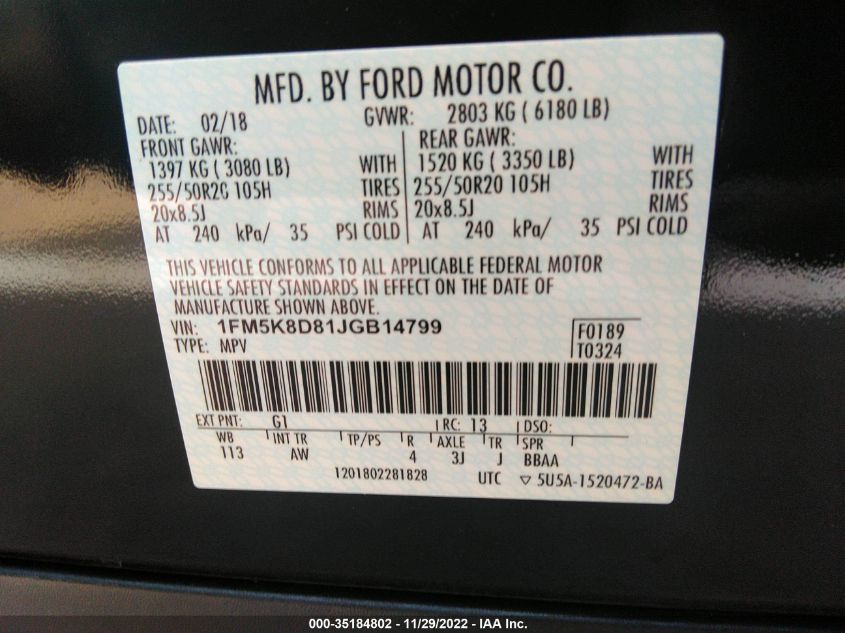 MFD. BY FORD MOTOR CO.
DATE: 02/18 GVWR: 2803 KG ( 6180 LB)
FRONT GAWR: REAR GAWR:
1397 KG ( 3080 LB) WITH 1520 KG ( 3350 LB) WITH
255/50R20 105H TIRES 255/50R20 105H TIRES
20x8.5J RIMS 20x8.5J RIMS
AT 240 kPa/ 35 PSI COLD AT 240 kPa/ 35 PSI COLD
THIS VEHICLE CONFORMS TO ALL APPLICABLE FEDERAL MOTOR
VEHICLE SAFETY STANDARDS IN EFFECT ON THE DATE OF
MANUFACTURE SHOWN ABOVE.
VIN: 1FM5K8D81JGB14799 F0189
TYPE: MPV T0324
EXT PNT: G1 RC: 13 DSO:
WB INT TR TP/PS R AXLE TR SPR
113 AW 4 3J J BBAA
1201802281828 UTC ▽ 5U5A-1520472-BA
000-35184802 - 11/29/2022 - IAA Inc.